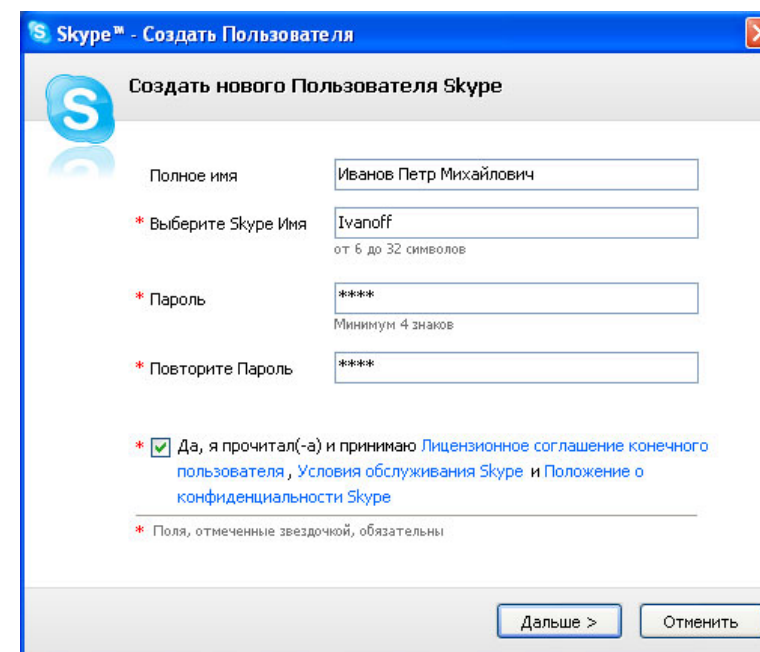 Skype™ - Создать Пользователя
Создать нового Пользователя Skype
Полное имя
Иванов Петр Михайлович
* Выберите Skype Имя
Ivanoff
от 6 до 32 символов
* Пароль
****
Минимум 4 знаков
* Повторите Пароль
****
* Да, я прочитал(-а) и принимаю Лицензионное соглашение конечного
пользователя , Условия обслуживания Skype и Положение о
конфиденциальности Skype
* Поля, отмеченные звездочкой, обязательны
Дальше >
Отменить